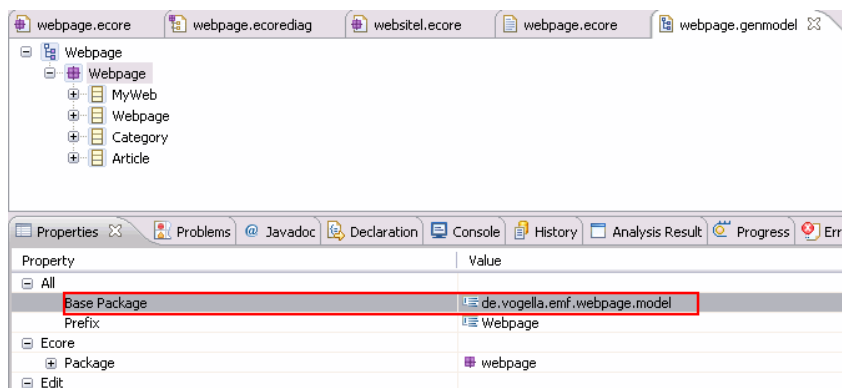 webpage.ecore webpage.ecorediag websitel.ecore webpage.ecore webpage.genmodel
Webpage
Webpage
MyWeb
Webpage
Category
Article
Properties Problems @ Javadoc Declaration Console History Analysis Result Progress Err
Property Value
All
Base Package de.vogella.emf.webpage.model
Prefix Webpage
Ecore
Package webpage
Edit